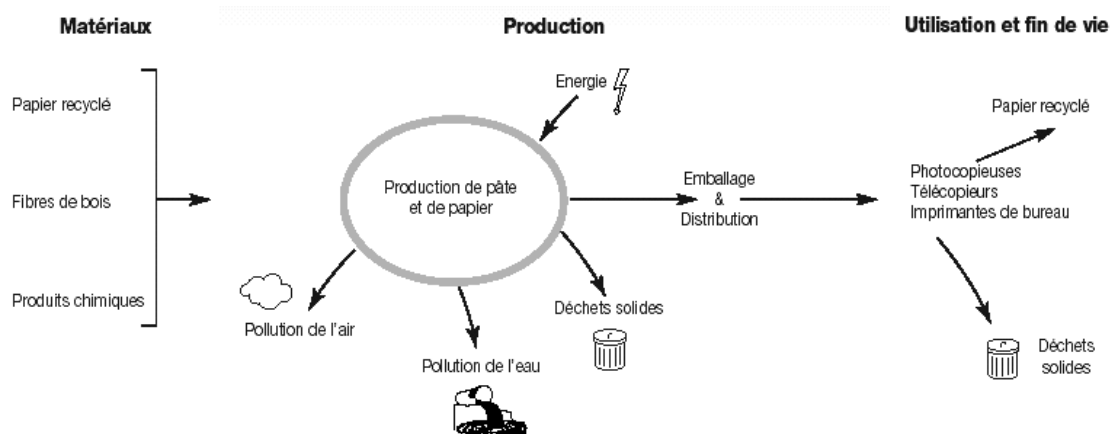 Matériaux
Production
Utilisation et fin de vie
Papier recyclé
Fibres de bois
Produits chimiques
Energie
Production de pâte
et de papier
Pollution de l'air
Pollution de l'eau
Déchets solides
Emballage
&
Distribution
Papier recyclé
Photocopieuses
Télécopieurs
Imprimantes de bureau
Déchets
solides